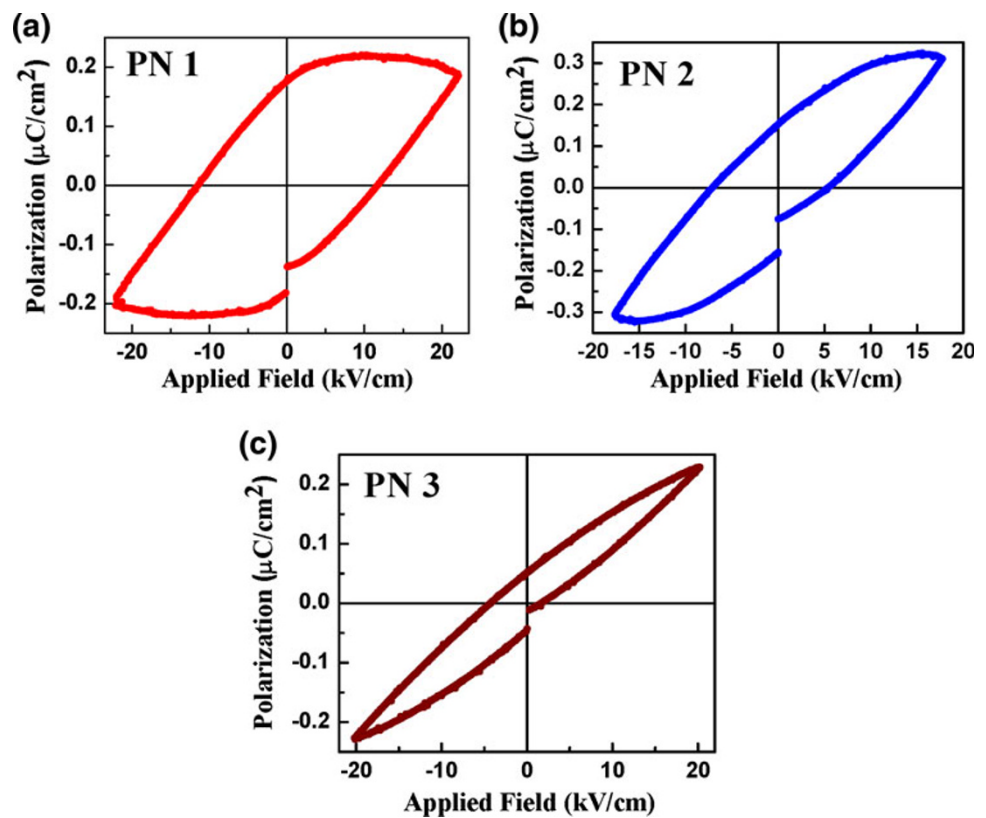 (a)
PN 1
Polarization (μC/cm²)
0.2
0.1
0.0
-0.1
-0.2
-20 -10 0 10 20
Applied Field (kV/cm)
(b)
PN 2
Polarization (μC/cm²)
0.3
0.2
0.1
0.0
-0.1
-0.2
-0.3
-20 -15 -10 -5 0 5 10 15 20
Applied Field (kV/cm)
(c)
PN 3
Polarization (μC/cm²)
0.2
0.1
0.0
-0.1
-0.2
-20 -10 0 10 20
Applied Field (kV/cm)